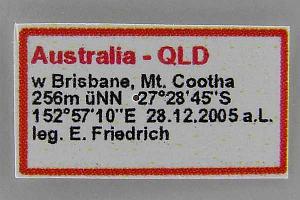 Australia - QLD
w Brisbane, Mt. Cootha
256m üNN 27°28'45"S
152°57'10"E 28.12.2005 a.L.
leg. E. Friedrich